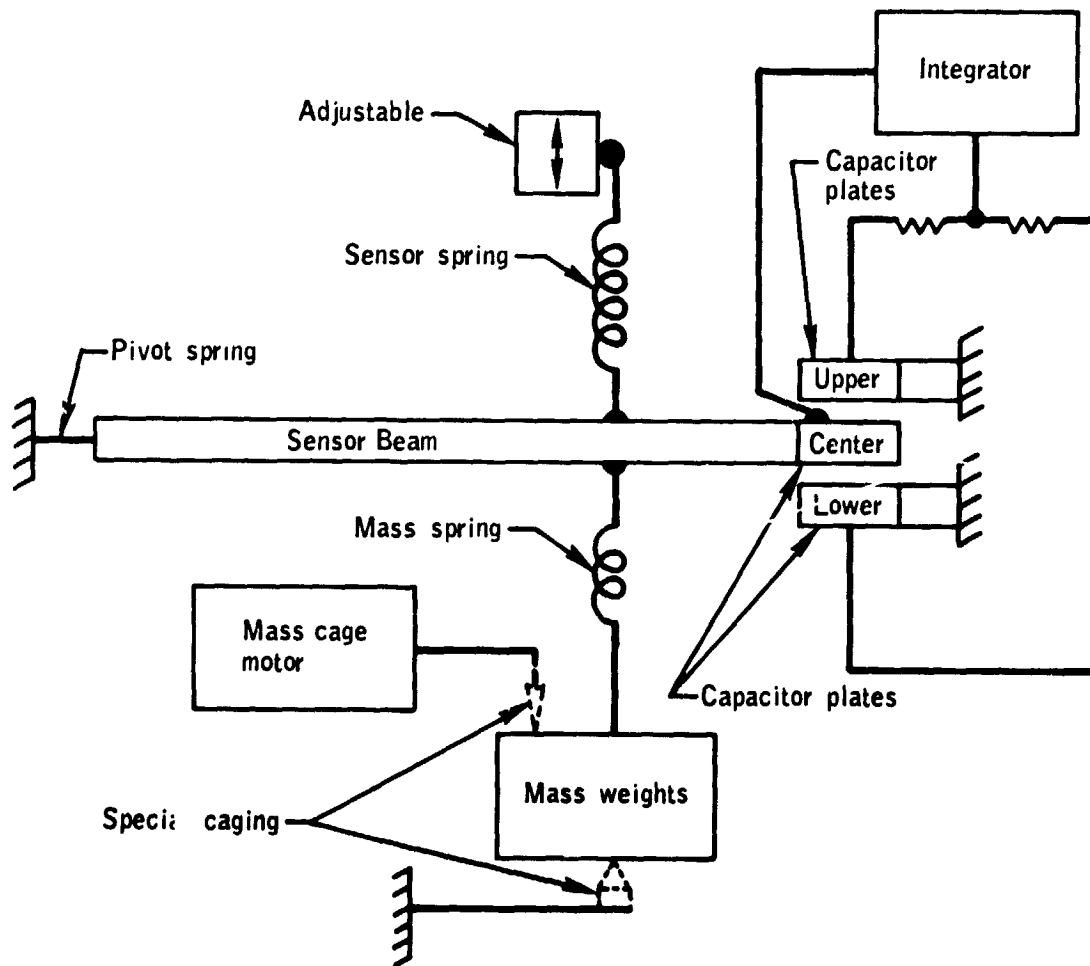 Integrator
Adjustable
Capacitor
plates
Sensor spring
Pivot spring
Upper
Sensor Beam
Center
Lower
Mass spring
Mass cage
motor
Capacitor plates
Mass weights
caging